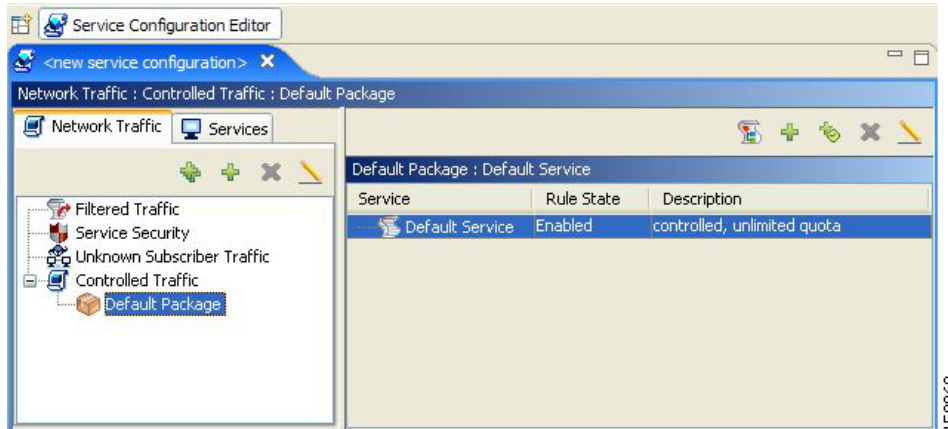 Service Configuration Editor
<new service configuration>
Network Traffic : Controlled Traffic : Default Package
Network Traffic
Services
Filtered Traffic
Service Security
Unknown Subscriber Traffic
Controlled Traffic
Default Package
Default Package : Default Service
Service Rule State Description
Default Service Enabled controlled, unlimited quota